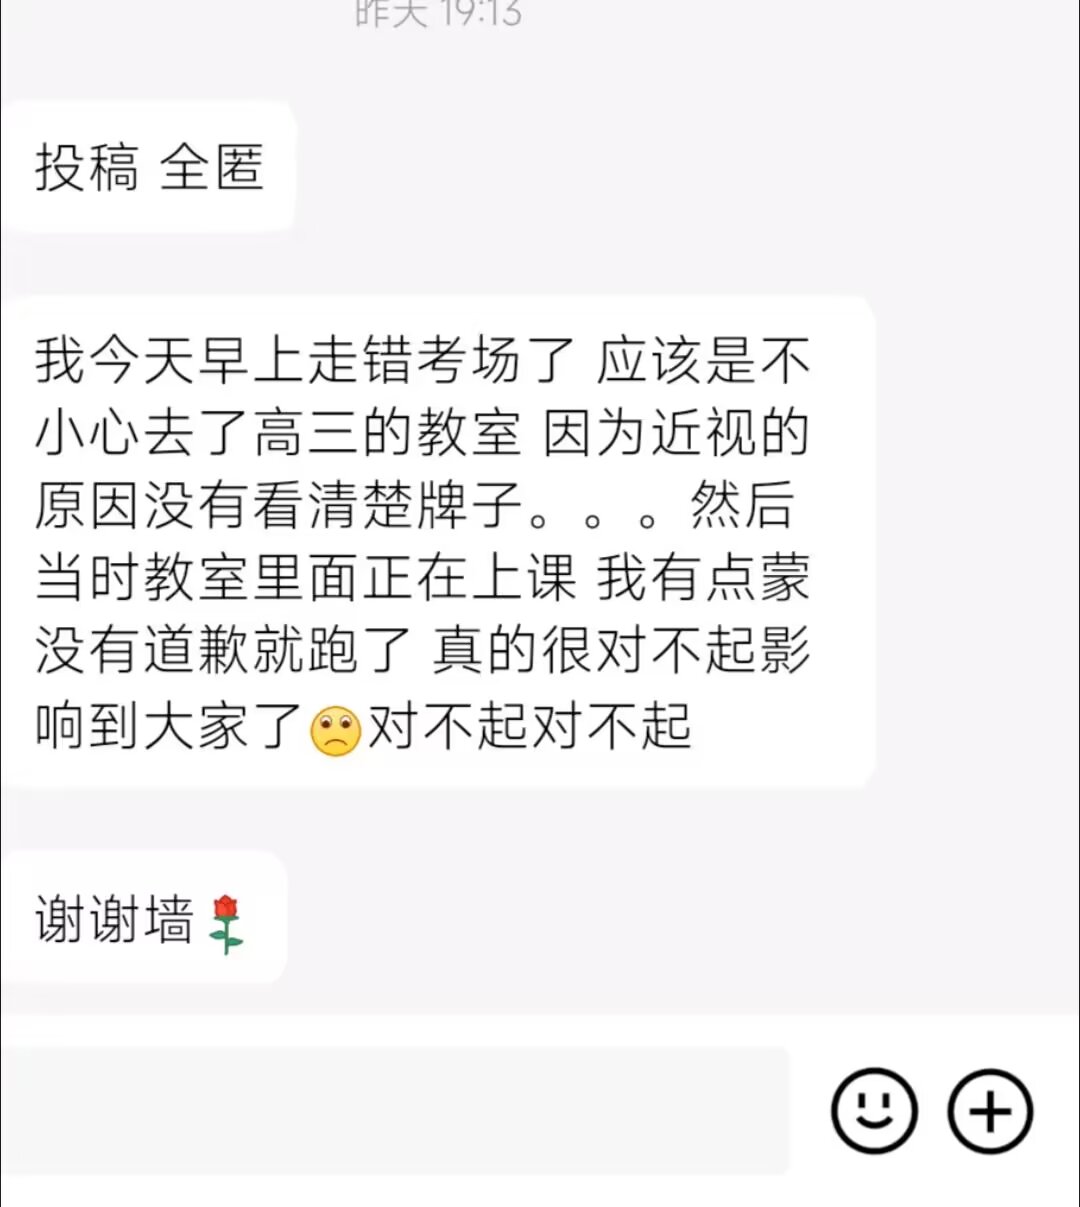 昨天 19:13
投稿 全匿
我今天早上走错考场了 应该是不
小心去了高三的教室 因为近视的
原因没有看清楚牌子。。。然后
当时教室里面正在上课 我有点蒙
没有道歉就跑了 真的很对不起影
响到大家了☹️对不起对不起
谢谢墙🌹